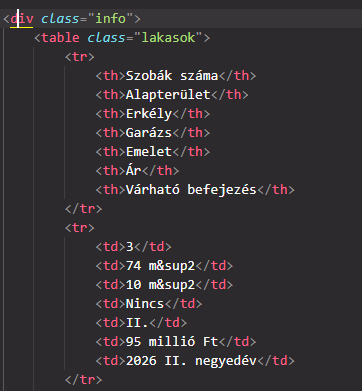 <div class="info">
<table class="lakasok">
<tr>
<th>Szobák száma</th>
<th>Alapterület</th>
<th>Erkély</th>
<th>Garázs</th>
<th>Emelet</th>
<th>Ár</th>
<th>Várható befejezés</th>
</tr>
<tr>
<td>3</td>
<td>74 m&sup2</td>
<td>10 m&sup2</td>
<td>Nincs</td>
<td>II.</td>
<td>95 millió Ft</td>
<td>2026 II. negyedév</td>
</tr>